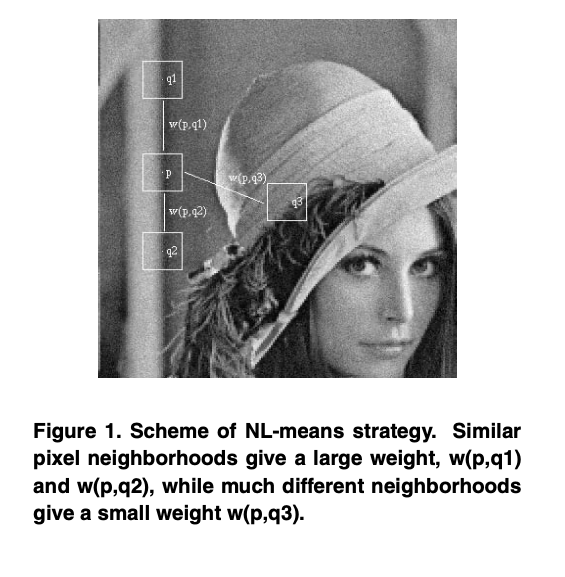 q1
w(p,q1)
p
w(p,q3)
q3
w(p,q2)
q2
Figure 1. Scheme of NL-means strategy. Similar
pixel neighborhoods give a large weight, w(p,q1)
and w(p,q2), while much different neighborhoods
give a small weight w(p,q3).